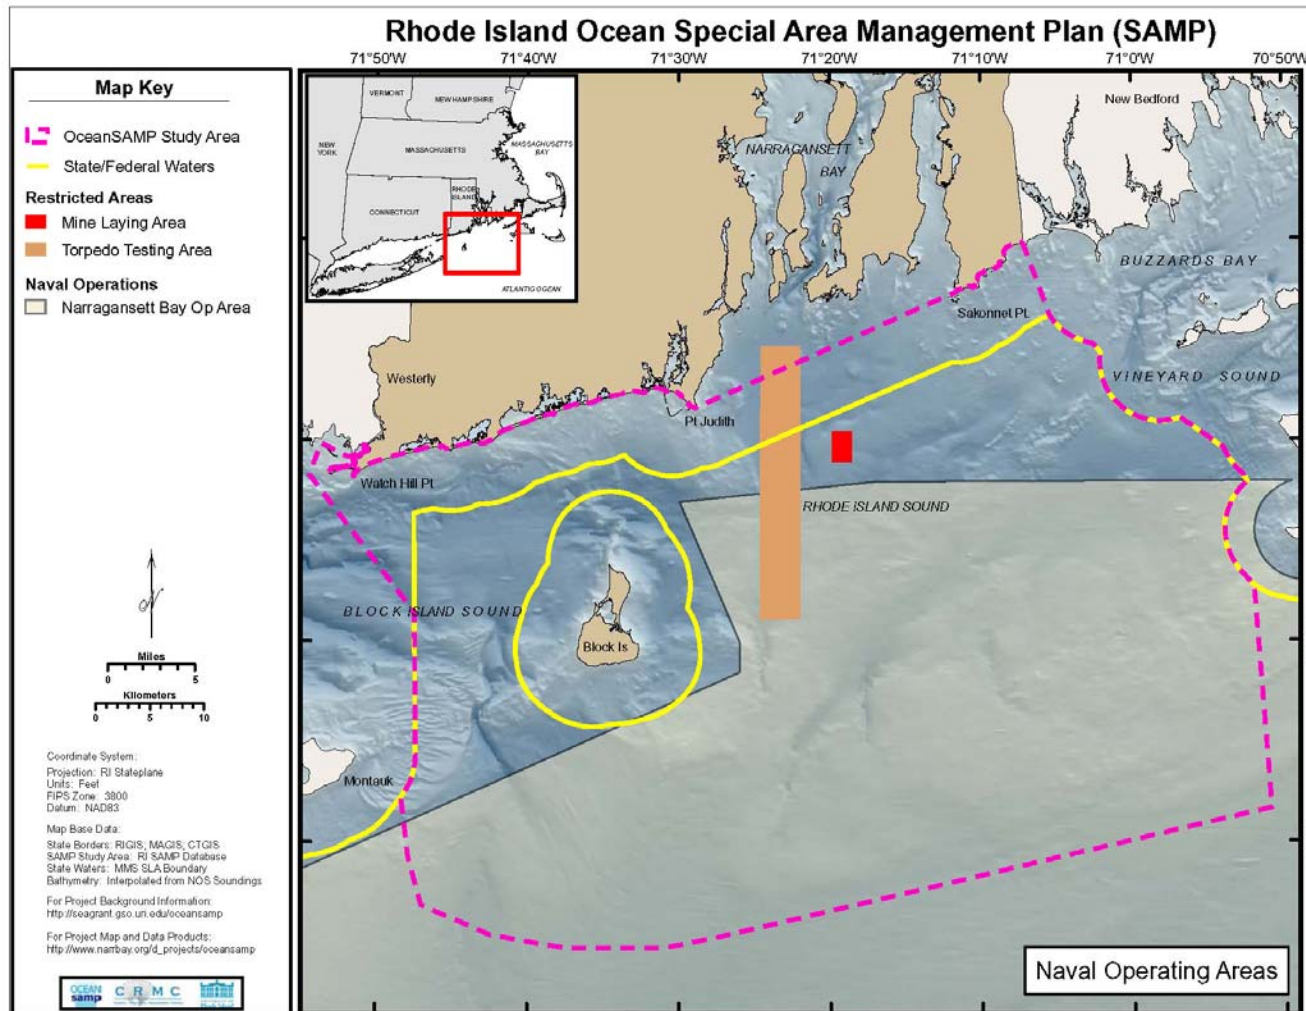 Rhode Island Ocean Special Area Management Plan (SAMP)
71°50'W
71°40'W
71°30'W
71°20'W
71°10'W
71°0'W
70°50'W
Map Key
OceanSAMP Study Area
State/Federal Waters
Restricted Areas
Mine Laying Area
Torpedo Testing Area
Naval Operations
Narragansett Bay Op Area
N
Miles
0 5
Kilometers
0 5 10
Coordinate System:
Projection: RI Stateplane
Units: Feet
FIPS Zone: 3800
Datum: NAD83
Map Base Data:
State Borders: RIGIS, MAGIS, CTGIS
SAMP Study Area: RI SAMP Database
State Waters: MMS SLA Boundary
Bathymetry: Interpolated from NOS Soundings
For Project Background Information:
http://seagrant.gso.uri.edu/oceansamp
For Project Map and Data Products:
http://www.narrbay.org/d_projects/oceansamp
OCEAN
samp
C R M C
VERMONT
NEW HAMPSHIRE
NEW
YORK
MASSACHUSETTS
MASSACHUSETTS
BAY
RHODE
ISLAND
CONNECTICUT
ATLANTIC OCEAN
NARRAGANSETT
BAY
New Bedford
BUZZARDS BAY
Sakonnet Pt.
VINEYARD SOUND
Westerly
Pt Judith
Watch Hill Pt
RHODE ISLAND SOUND
BLOCK ISLAND SOUND
Block Is
Montauk
Naval Operating Areas